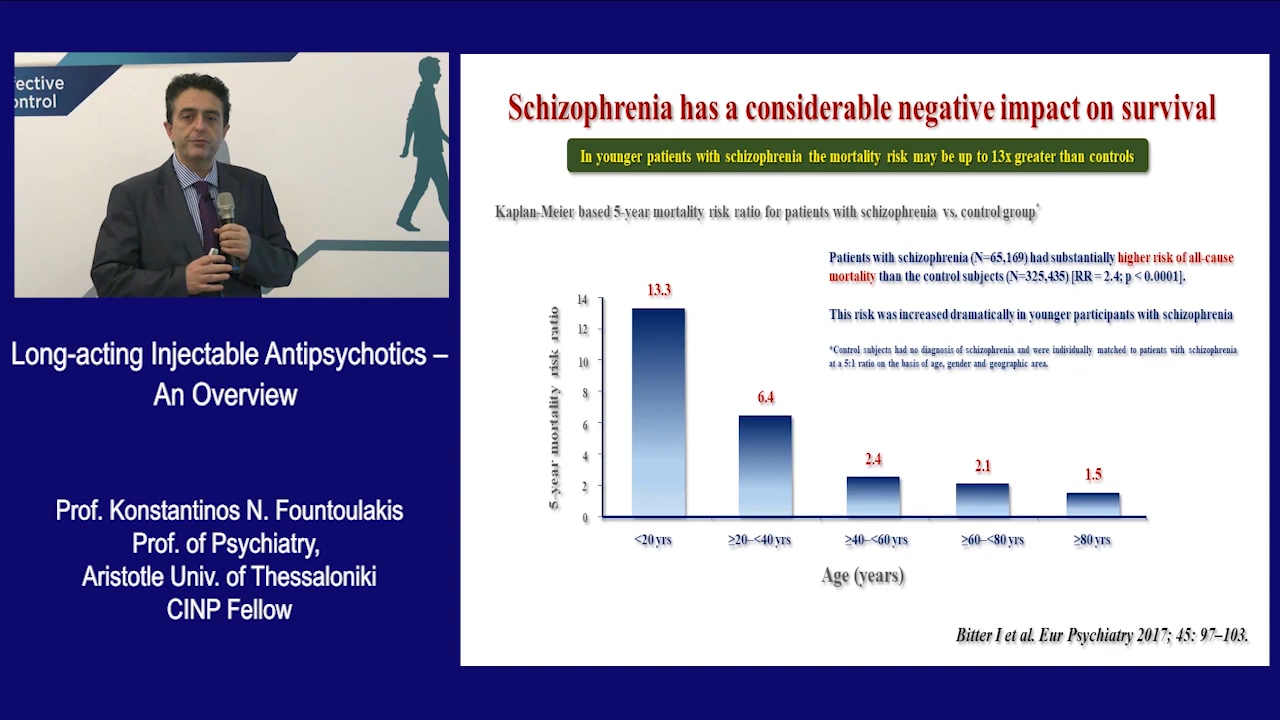 fective
ontrol
Long-acting Injectable Antipsychotics –
An Overview
Prof. Konstantinos N. Fountoulakis
Prof. of Psychiatry,
Aristotle Univ. of Thessaloniki
CINP Fellow
Schizophrenia has a considerable negative impact on survival
In younger patients with schizophrenia the mortality risk may be up to 13x greater than controls
Kaplan-Meier based 5-year mortality risk ratio for patients with schizophrenia vs. control group*
Patients with schizophrenia (N=65,169) had substantially higher risk of all-cause
mortality than the control subjects (N=325,435) [RR = 2.4; p < 0.0001].
This risk was increased dramatically in younger participants with schizophrenia
*Control subjects had no diagnosis of schizophrenia and were individually matched to patients with schizophrenia
at a 5:1 ratio on the basis of age, gender and geographic area.
5-year mortality risk ratio
14
12
10
8
6
4
2
0
13.3
6.4
2.4
2.1
1.5
<20 yrs
≥20–<40 yrs
≥40–<60 yrs
≥60–<80 yrs
≥80 yrs
Age (years)
Bitter I et al. Eur Psychiatry 2017; 45: 97–103.